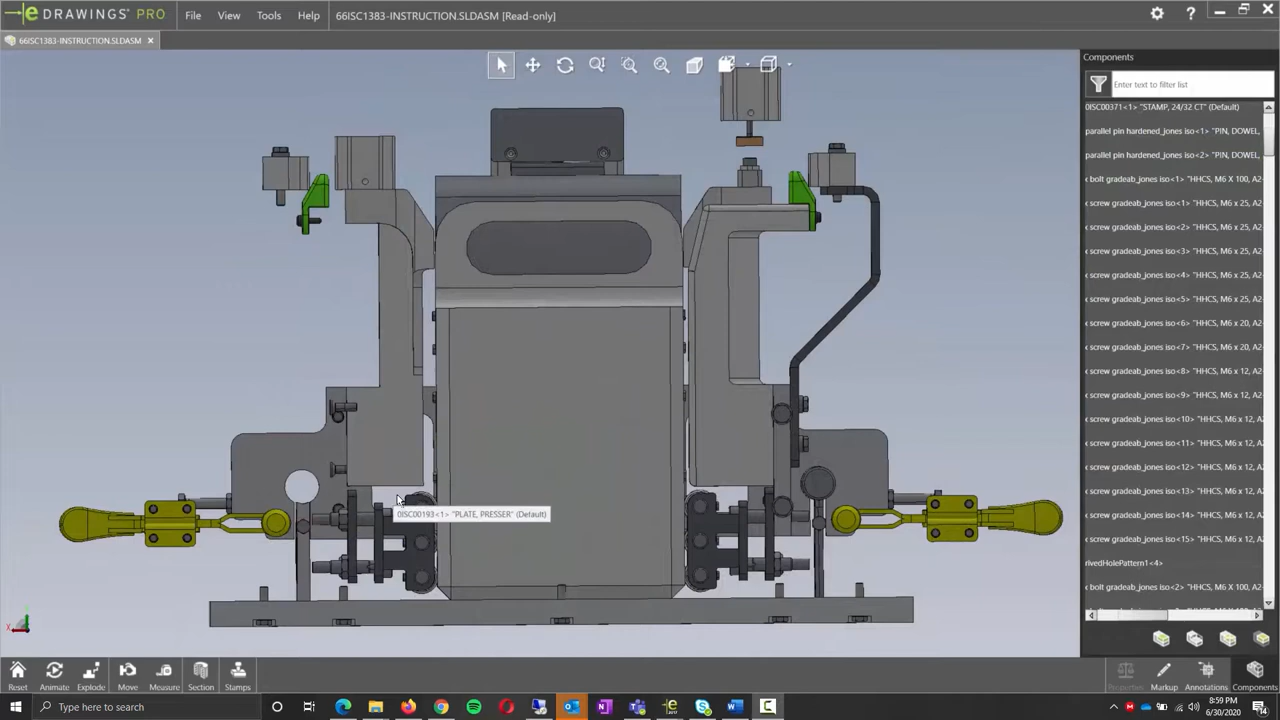 eDRAWINGS PRO
File View Tools Help 66ISC1383-INSTRUCTION.SLDASM [Read-only]
66ISC1383-INSTRUCTION.SLDASM
Components
Enter text to filter list
0ISC00371<1> "STAMP, 24/32 CT" (Default)
parallel pin hardened_jones iso<1> "PIN, DOWEL,
parallel pin hardened_jones iso<2> "PIN, DOWEL,
x bolt gradeab_jones iso<1> "HHCS, M6 X 100, A2
x screw gradeab_jones iso<1> "HHCS, M6 x 25, A2-
x screw gradeab_jones iso<2> "HHCS, M6 x 25, A2-
x screw gradeab_jones iso<3> "HHCS, M6 x 25, A2-
x screw gradeab_jones iso<4> "HHCS, M6 x 25, A2-
x screw gradeab_jones iso<5> "HHCS, M6 x 25, A2-
x screw gradeab_jones iso<6> "HHCS, M6 x 20, A2-
x screw gradeab_jones iso<7> "HHCS, M6 x 20, A2-
x screw gradeab_jones iso<8> "HHCS, M6 x 12, A2-
x screw gradeab_jones iso<9> "HHCS, M6 x 12, A2-
x screw gradeab_jones iso<10> "HHCS, M6 x 12, A2
x screw gradeab_jones iso<11> "HHCS, M6 x 12, A2
x screw gradeab_jones iso<12> "HHCS, M6 x 12, A2
x screw gradeab_jones iso<13> "HHCS, M6 x 12, A2
0ISC00193<1> "PLATE, PRESSER" (Default)
x screw gradeab_jones iso<14> "HHCS, M6 x 12, A2
x screw gradeab_jones iso<15> "HHCS, M6 x 12, A2
rivedHolePattern1<4>
x bolt gradeab_jones iso<2> "HHCS, M6 X 100, A2
Reset Animate Explode Move Measure Section Stamps Properties Markup Annotations Components
Type here to search
8:59 PM
6/30/2020
14